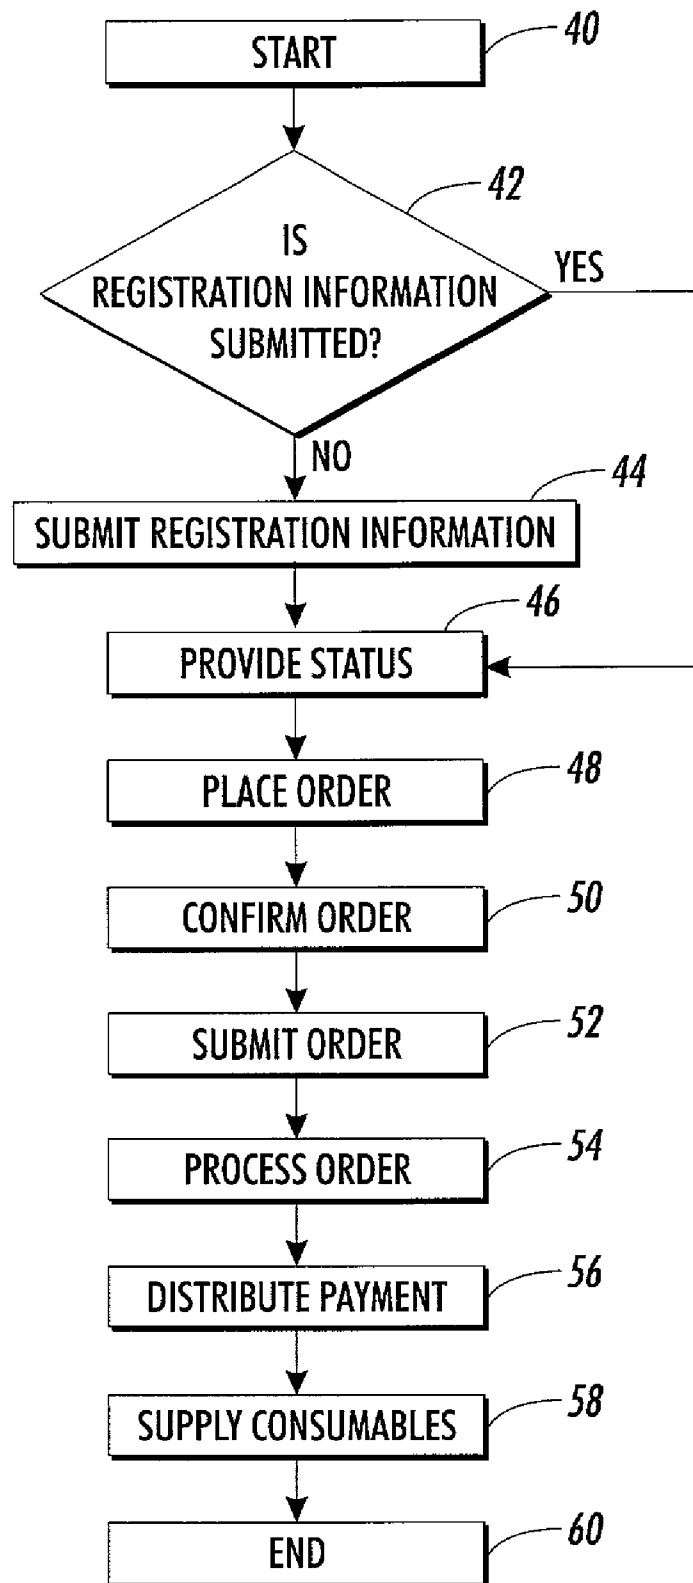 START
40
42
IS
REGISTRATION INFORMATION
SUBMITTED?
YES
NO
44
SUBMIT REGISTRATION INFORMATION
46
PROVIDE STATUS
48
PLACE ORDER
50
CONFIRM ORDER
52
SUBMIT ORDER
54
PROCESS ORDER
56
DISTRIBUTE PAYMENT
58
SUPPLY CONSUMABLES
END
60